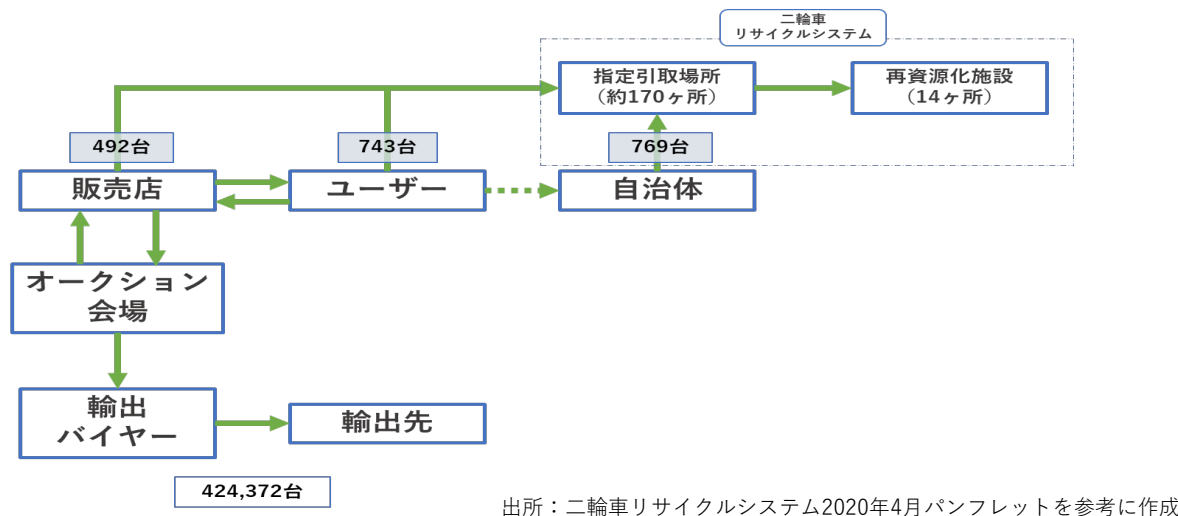 二輪車
リサイクルシステム
指定引取場所
（約170ヶ所）
再資源化施設
（14ヶ所）
492台
743台
769台
販売店
ユーザー
自治体
オークション
会場
輸出
バイヤー
輸出先
424,372台
出所：二輪車リサイクルシステム2020年4月パンフレットを参考に作成